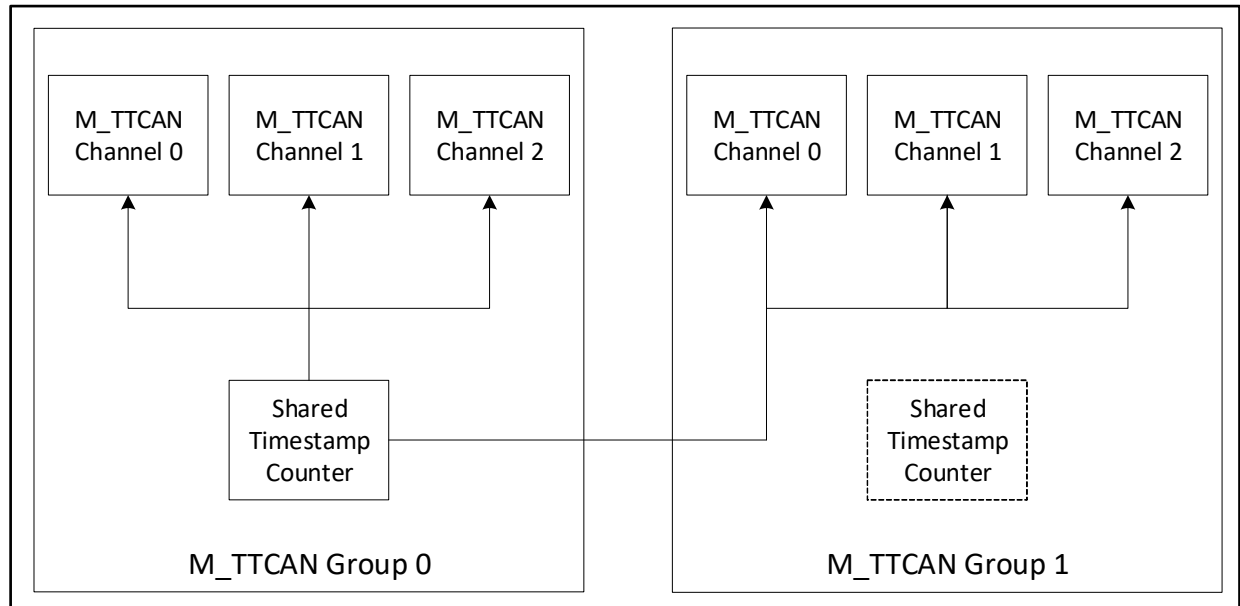 M_TTCAN
Channel 0
M_TTCAN
Channel 1
M_TTCAN
Channel 2
Shared
Timestamp
Counter
M_TTCAN Group 0
M_TTCAN
Channel 0
M_TTCAN
Channel 1
M_TTCAN
Channel 2
Shared
Timestamp
Counter
M_TTCAN Group 1